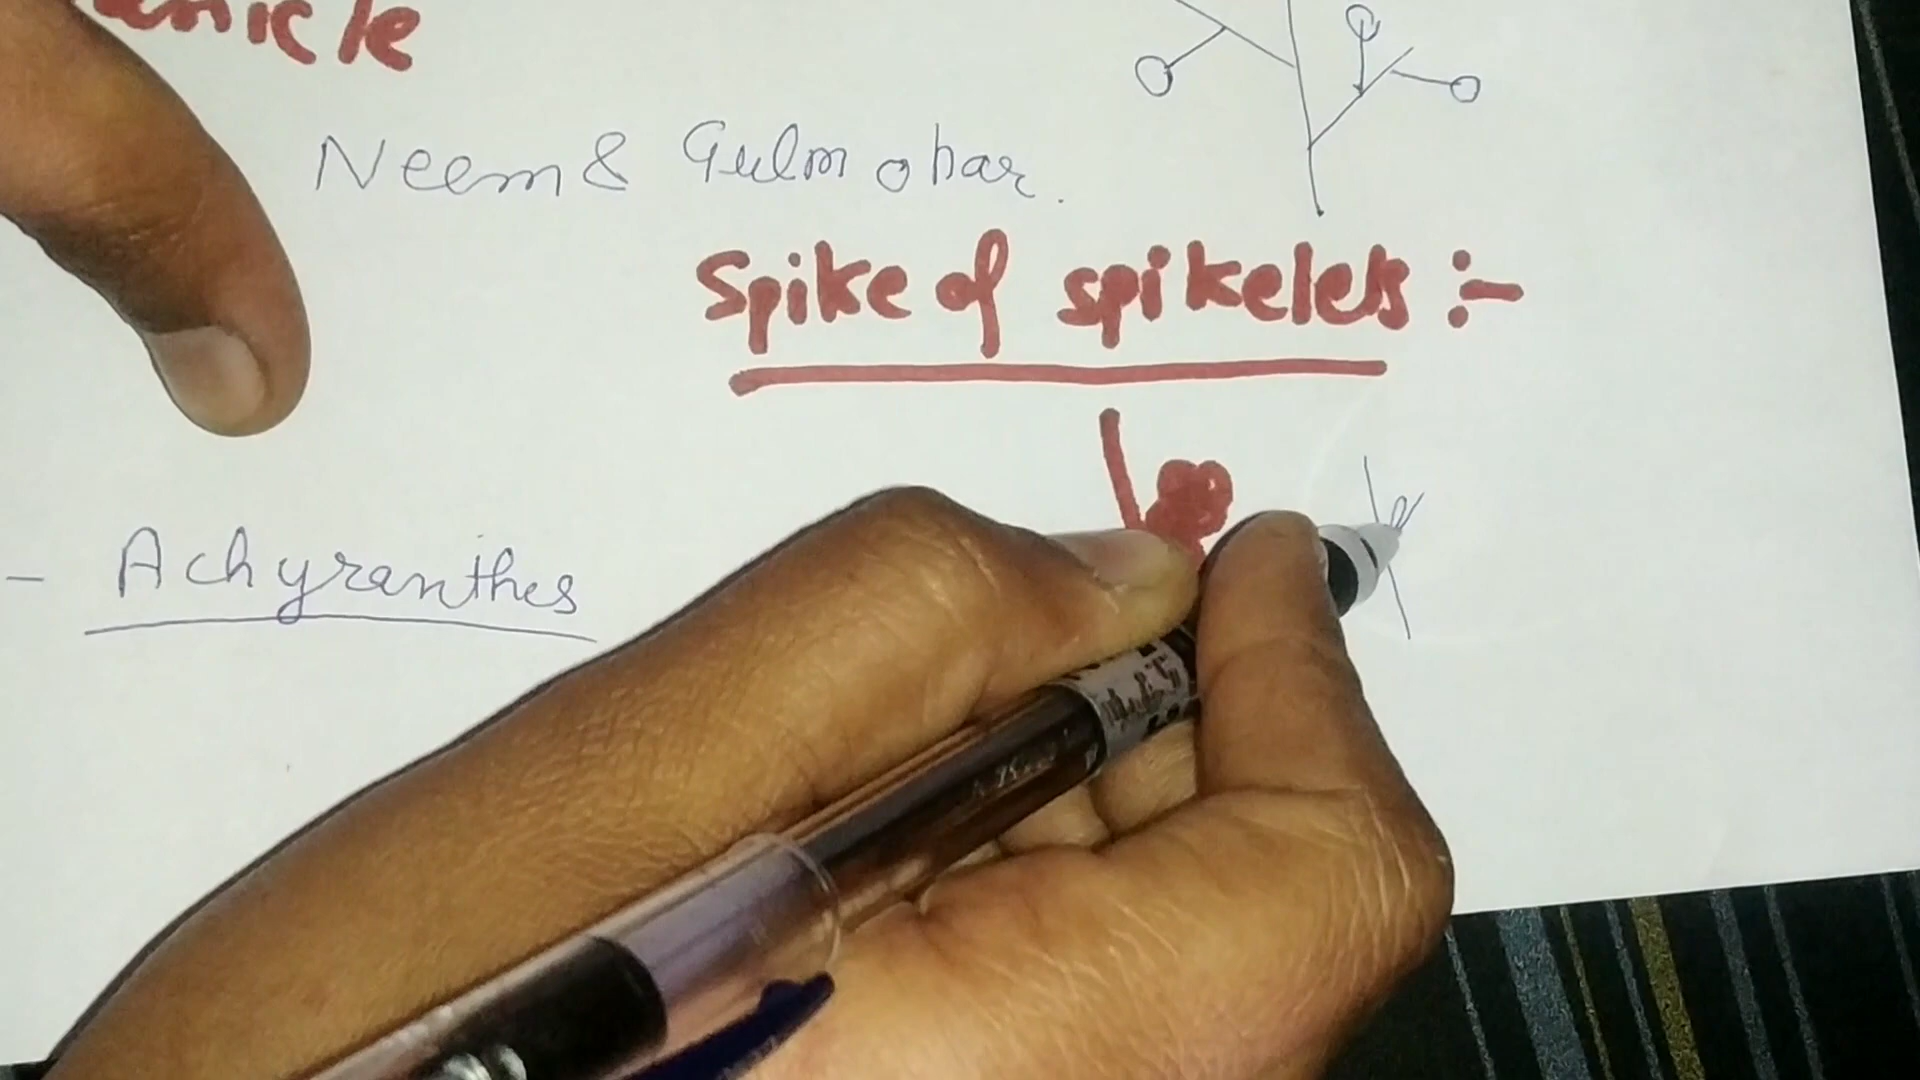 Neem & Gulmohar.
Spike of spikelets :-
- Achyranthes